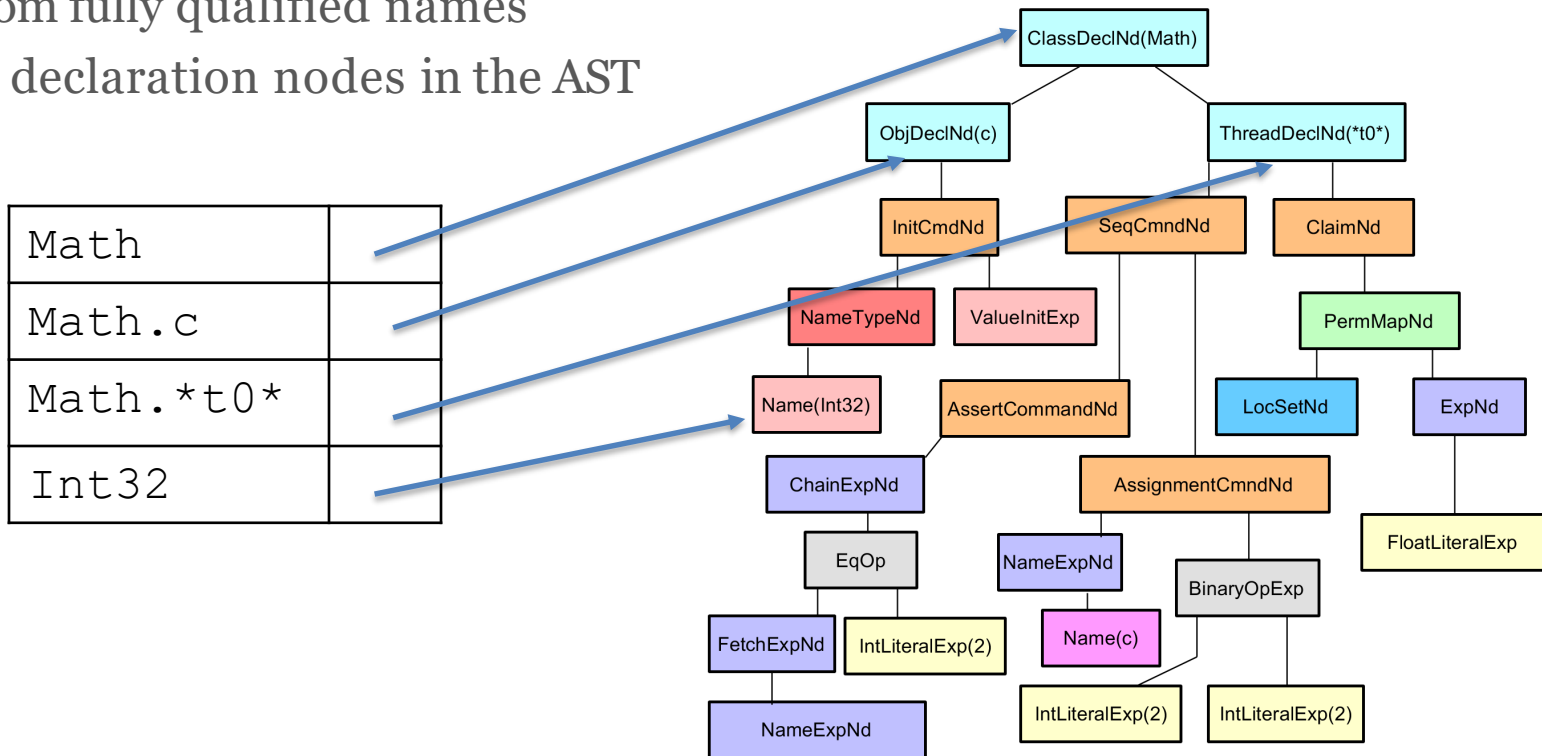 om fully qualified names
declaration nodes in the AST
Math
Math.c
Math.*t0*
Int32
ClassDeclNd(Math)
ObjDeclNd(c)
ThreadDeclNd(*t0*)
InitCmdNd
SeqCmndNd
ClaimNd
NameTypeNd
ValueInitExp
PermMapNd
Name(Int32)
AssertCommandNd
LocSetNd
ExpNd
ChainExpNd
AssignmentCmndNd
EqOp
NameExpNd
FloatLiteralExp
BinaryOpExp
FetchExpNd
IntLiteralExp(2)
Name(c)
IntLiteralExp(2)
IntLiteralExp(2)
NameExpNd